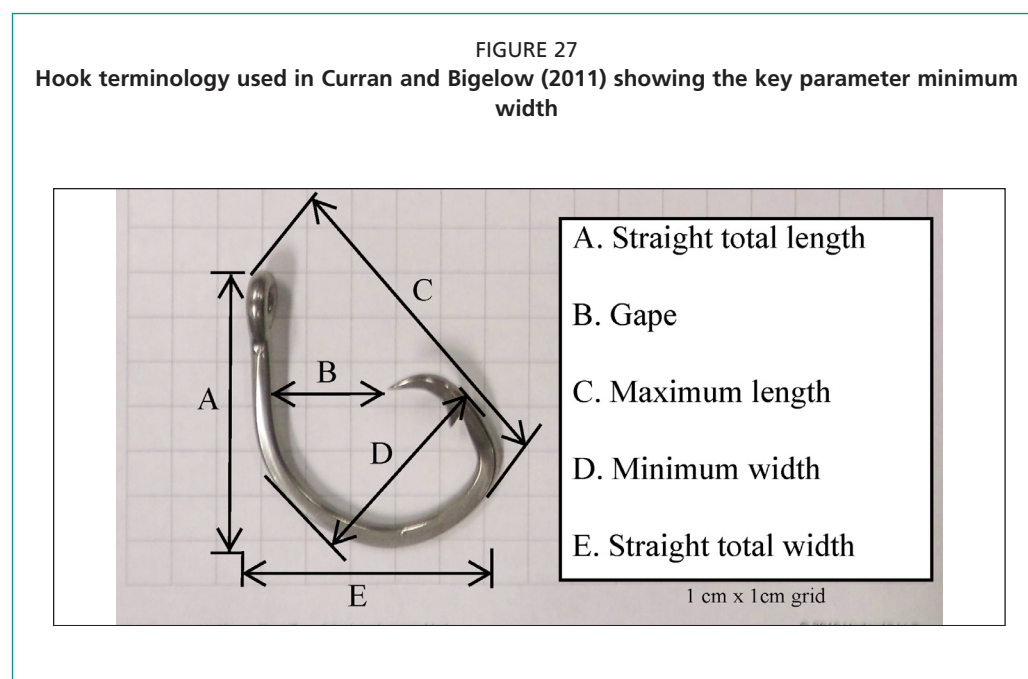 FIGURE 27
Hook terminology used in Curran and Bigelow (2011) showing the key parameter minimum
width
A
B
C
D
E
A. Straight total length
B. Gape
C. Maximum length
D. Minimum width
E. Straight total width
1 cm x 1cm grid